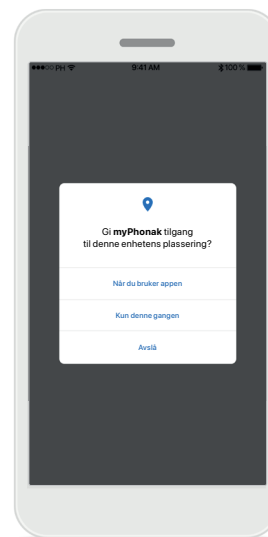 ●●●○○ PH 9:41 AM 100 %
Gi myPhonak tilgang
til denne enhetens plassering?
Når du bruker appen
Kun denne gangen
Avslå